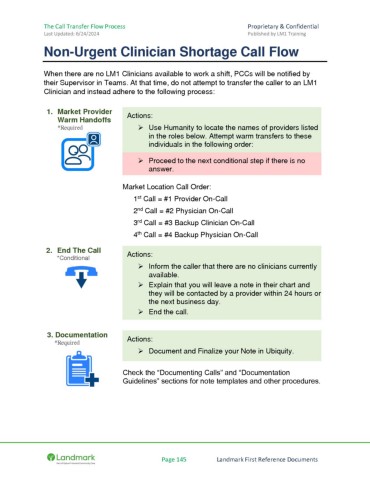 The Call Transfer Flow Process
Proprietary & Confidential
Last Updated: 6/24/2024
Published by LM1 Training
Non-Urgent Clinician Shortage Call Flow
When there are no LM1 Clinicians available to work a shift, PCCs will be notified by
their Supervisor in Teams. At that time, do not attempt to transfer the caller to an LM1
Clinician and instead adhere to the following process:
1. Market Provider
Warm Handoffs
*Required
Actions:
➢ Use Humanity to locate the names of providers listed
in the roles below. Attempt warm transfers to these
individuals in the following order:
➢ Proceed to the next conditional step if there is no
answer.
Market Location Call Order:
1st Call = #1 Provider On-Call
2nd Call = #2 Physician On-Call
3rd Call = #3 Backup Clinician On-Call
4th Call = #4 Backup Physician On-Call
2. End The Call
*Conditional
Actions:
➢ Inform the caller that there are no clinicians currently
available.
➢ Explain that you will leave a note in their chart and
they will be contacted by a provider within 24 hours or
the next business day.
➢ End the call.
3. Documentation
*Required
Actions:
➢ Document and Finalize your Note in Ubiquity.
Check the “Documenting Calls” and “Documentation
Guidelines” sections for note templates and other procedures.
Landmark
Page 145
Landmark First Reference Documents